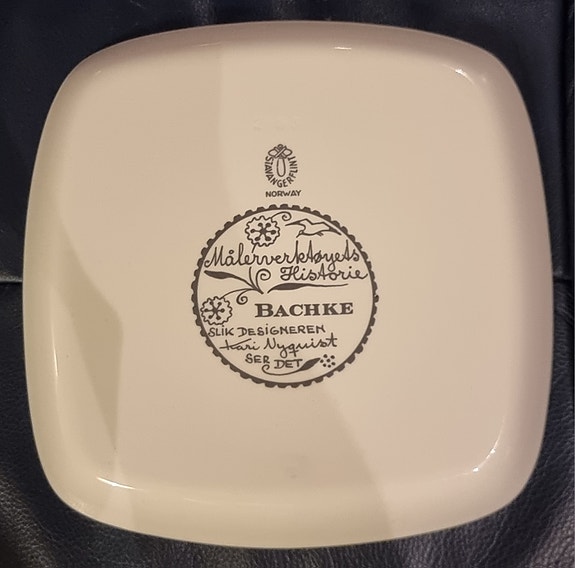 STAVANGERFLINT
NORWAY
Målerverktøyets
Historie
BACHKE
SLIK DESIGNEREN
Kari Nyquist
SER DET